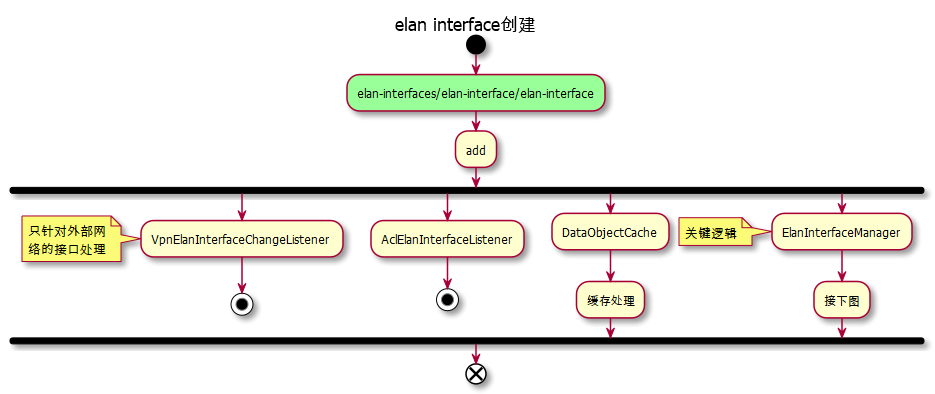 elan interface创建
elan-interfaces/elan-interface/elan-interface
add
只针对外部网
络的接口处理
VpnElanInterfaceChangeListener
AclElanInterfaceListener
DataObjectCache
缓存处理
关键逻辑
ElanInterfaceManager
接下图